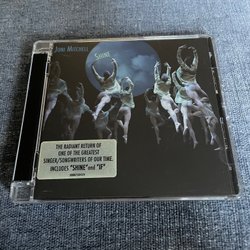 JONI MITCHELL
SHINE
THE RADIANT RETURN OF
ONE OF THE GREATEST
SINGER/SONGWRITERS OF OUR TIME.
INCLUDES "SHINE" and "IF"